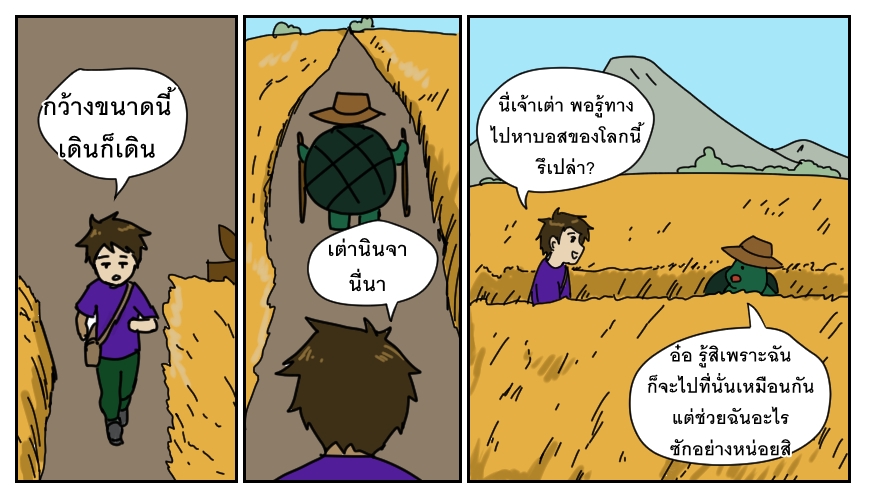 กว้างขนาดนี้
เดินก็เดิน
เต่านินจา
นี่นา
นี่เจ้าเต่า พอรู้ทาง
ไปหาบอสของโลกนี้
รึเปล่า?
อ๋อ รู้สิเพราะฉัน
ก็จะไปที่นั่นเหมือนกัน
แต่ช่วยฉันอะไร
ซักอย่างหน่อยสิ